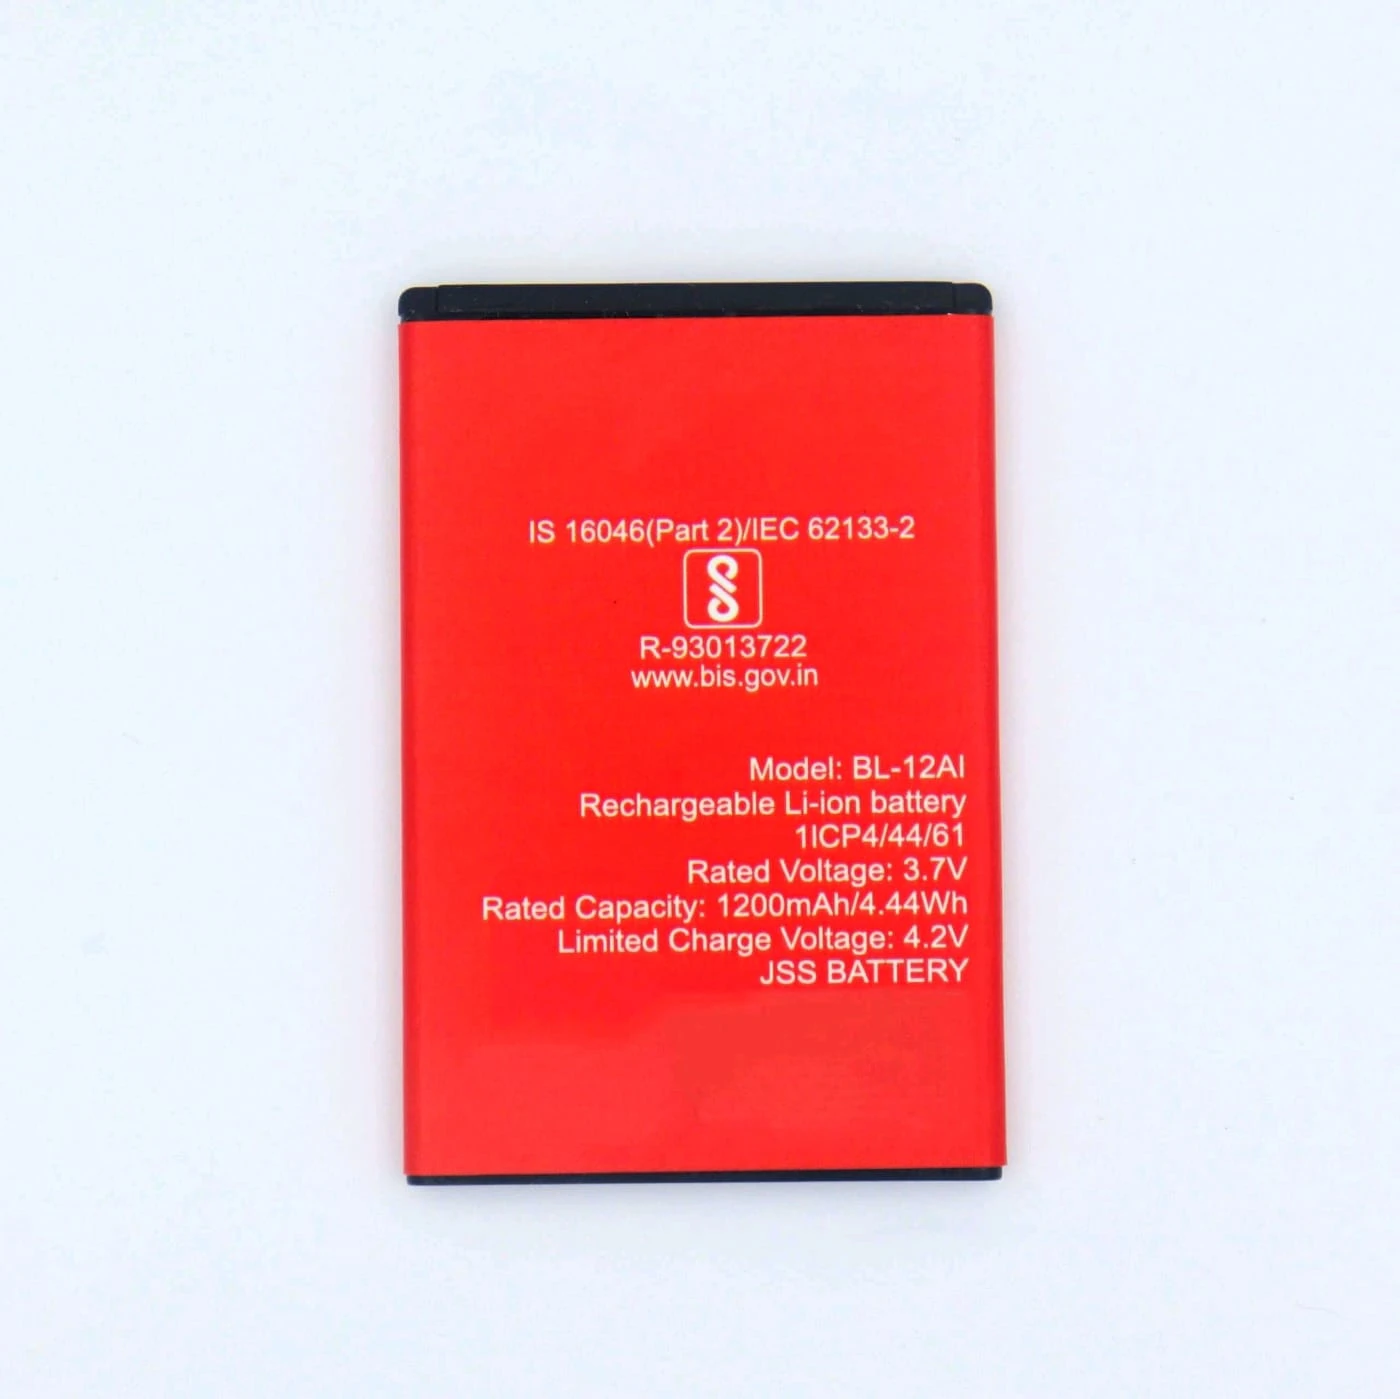 IS 16046(Part 2)/IEC 62133-2
R-93013722
www.bis.gov.in
Model: BL-12AI
Rechargeable Li-ion battery
1ICP4/44/61
Rated Voltage: 3.7V
Rated Capacity: 1200mAh/4.44Wh
Limited Charge Voltage: 4.2V
JSS BATTERY